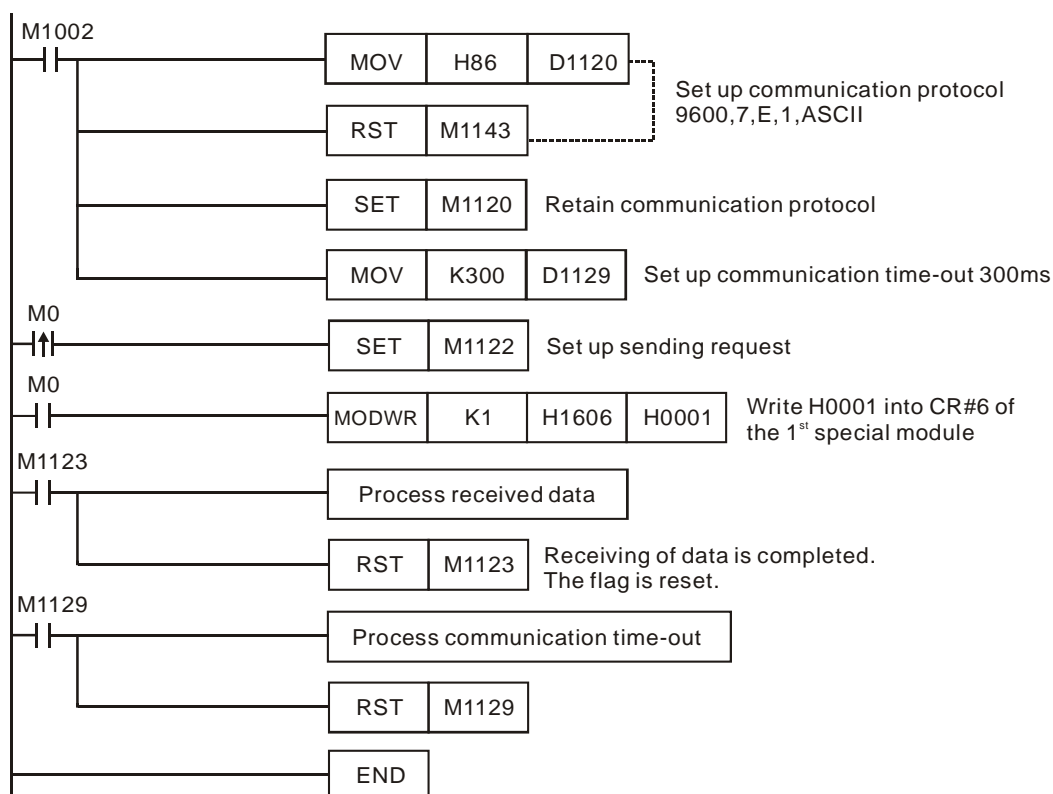 M1002
MOV H86 D1120
Set up communication protocol
9600,7,E,1,ASCII
RST M1143
SET M1120 Retain communication protocol
MOV K300 D1129 Set up communication time-out 300ms
M0
SET M1122 Set up sending request
M0
MODWR K1 H1606 H0001
Write H0001 into CR#6 of
the 1st special module
M1123
Process received data
RST M1123
Receiving of data is completed.
The flag is reset.
M1129
Process communication time-out
RST M1129
END